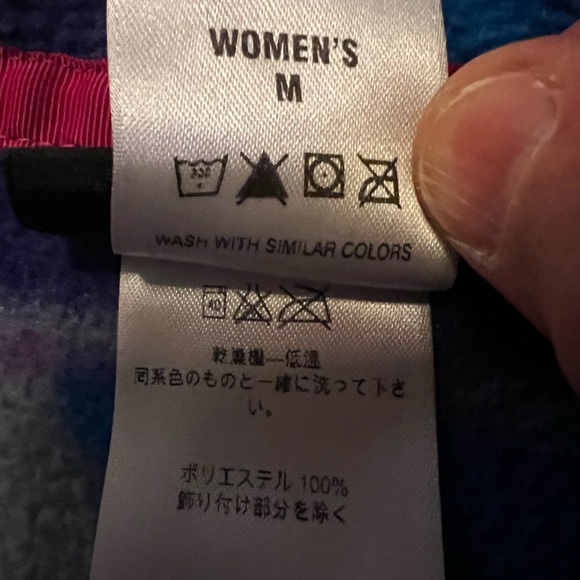 WOMEN'S
M
WASH WITH SIMILAR COLORS
40
乾燥機—低温
同系色のものと一緒に洗って下さ
い。
ポリエステル 100%
飾り付け部分を除く